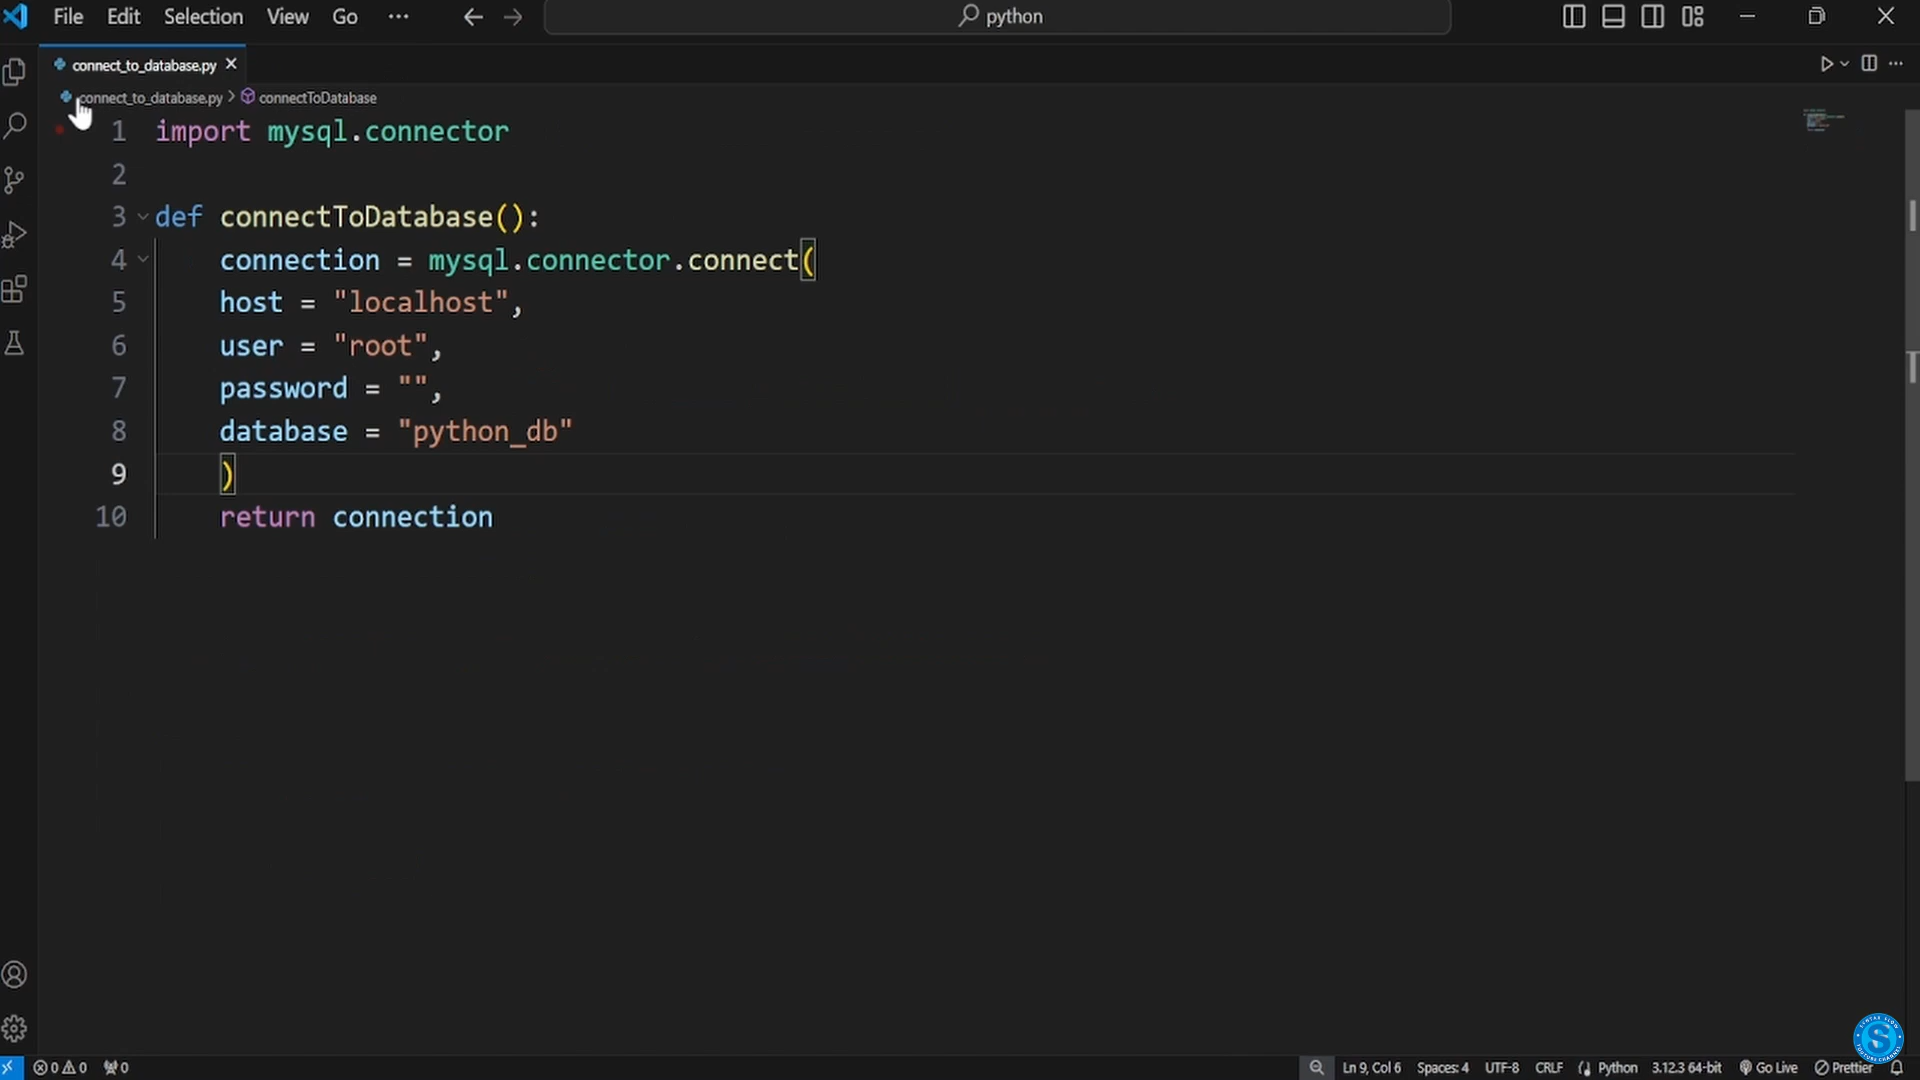 File Edit Selection View Go ··· python
connect_to_database.py
connect_to_database.py > connectToDatabase
1 import mysql.connector
2
3 def connectToDatabase():
4 connection = mysql.connector.connect(
5 host = "localhost",
6 user = "root",
7 password = "",
8 database = "python_db"
9 )
10 return connection
S
0 0 0 Ln 9, Col 6 Spaces: 4 UTF-8 CRLF Python 3.12.3 64-bit Go Live Prettier